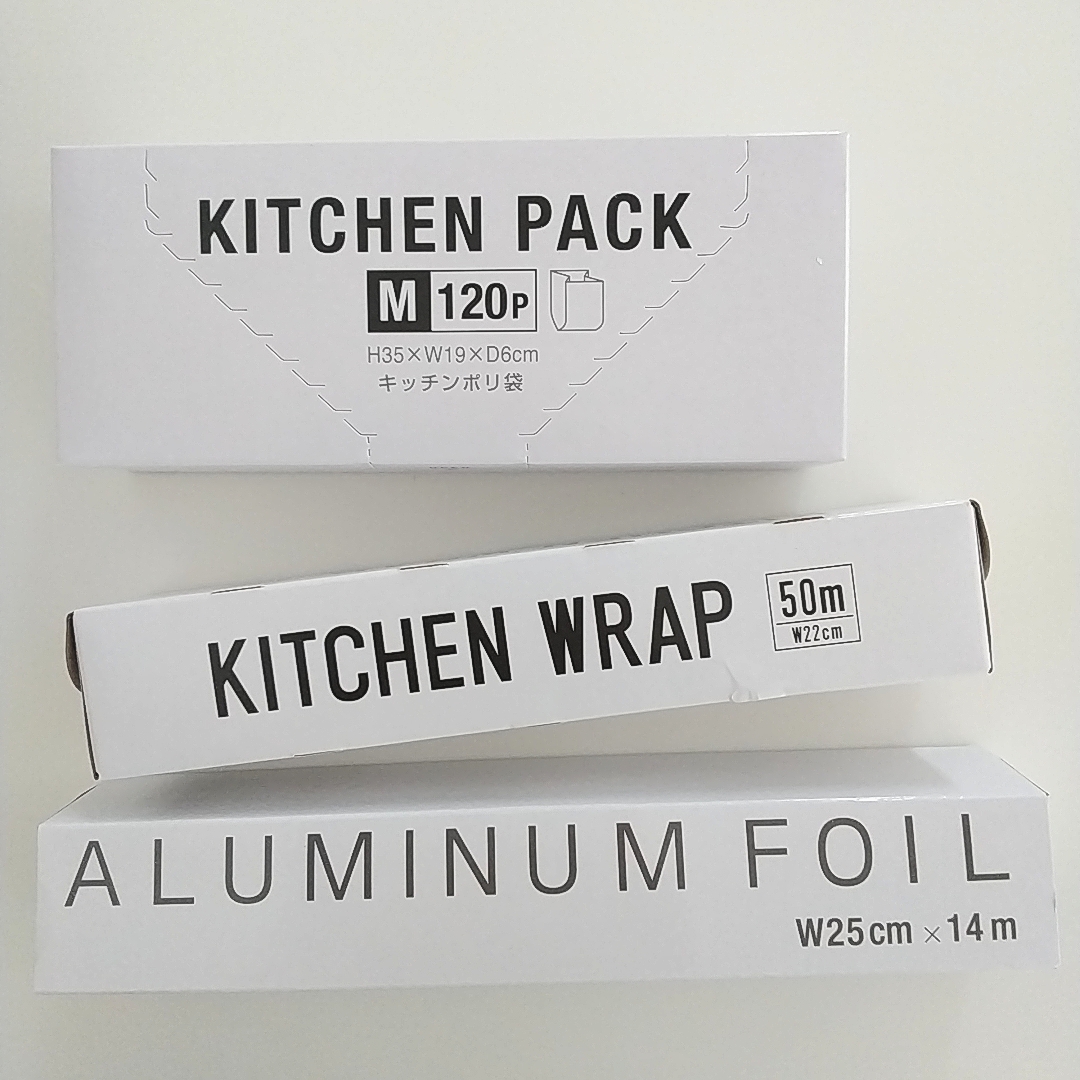 KITCHEN PACK
M 120P
H35×W19×D6cm
キッチンポリ袋
KITCHEN WRAP
50m
W22cm
ALUMINUM FOIL
W25cm×14m